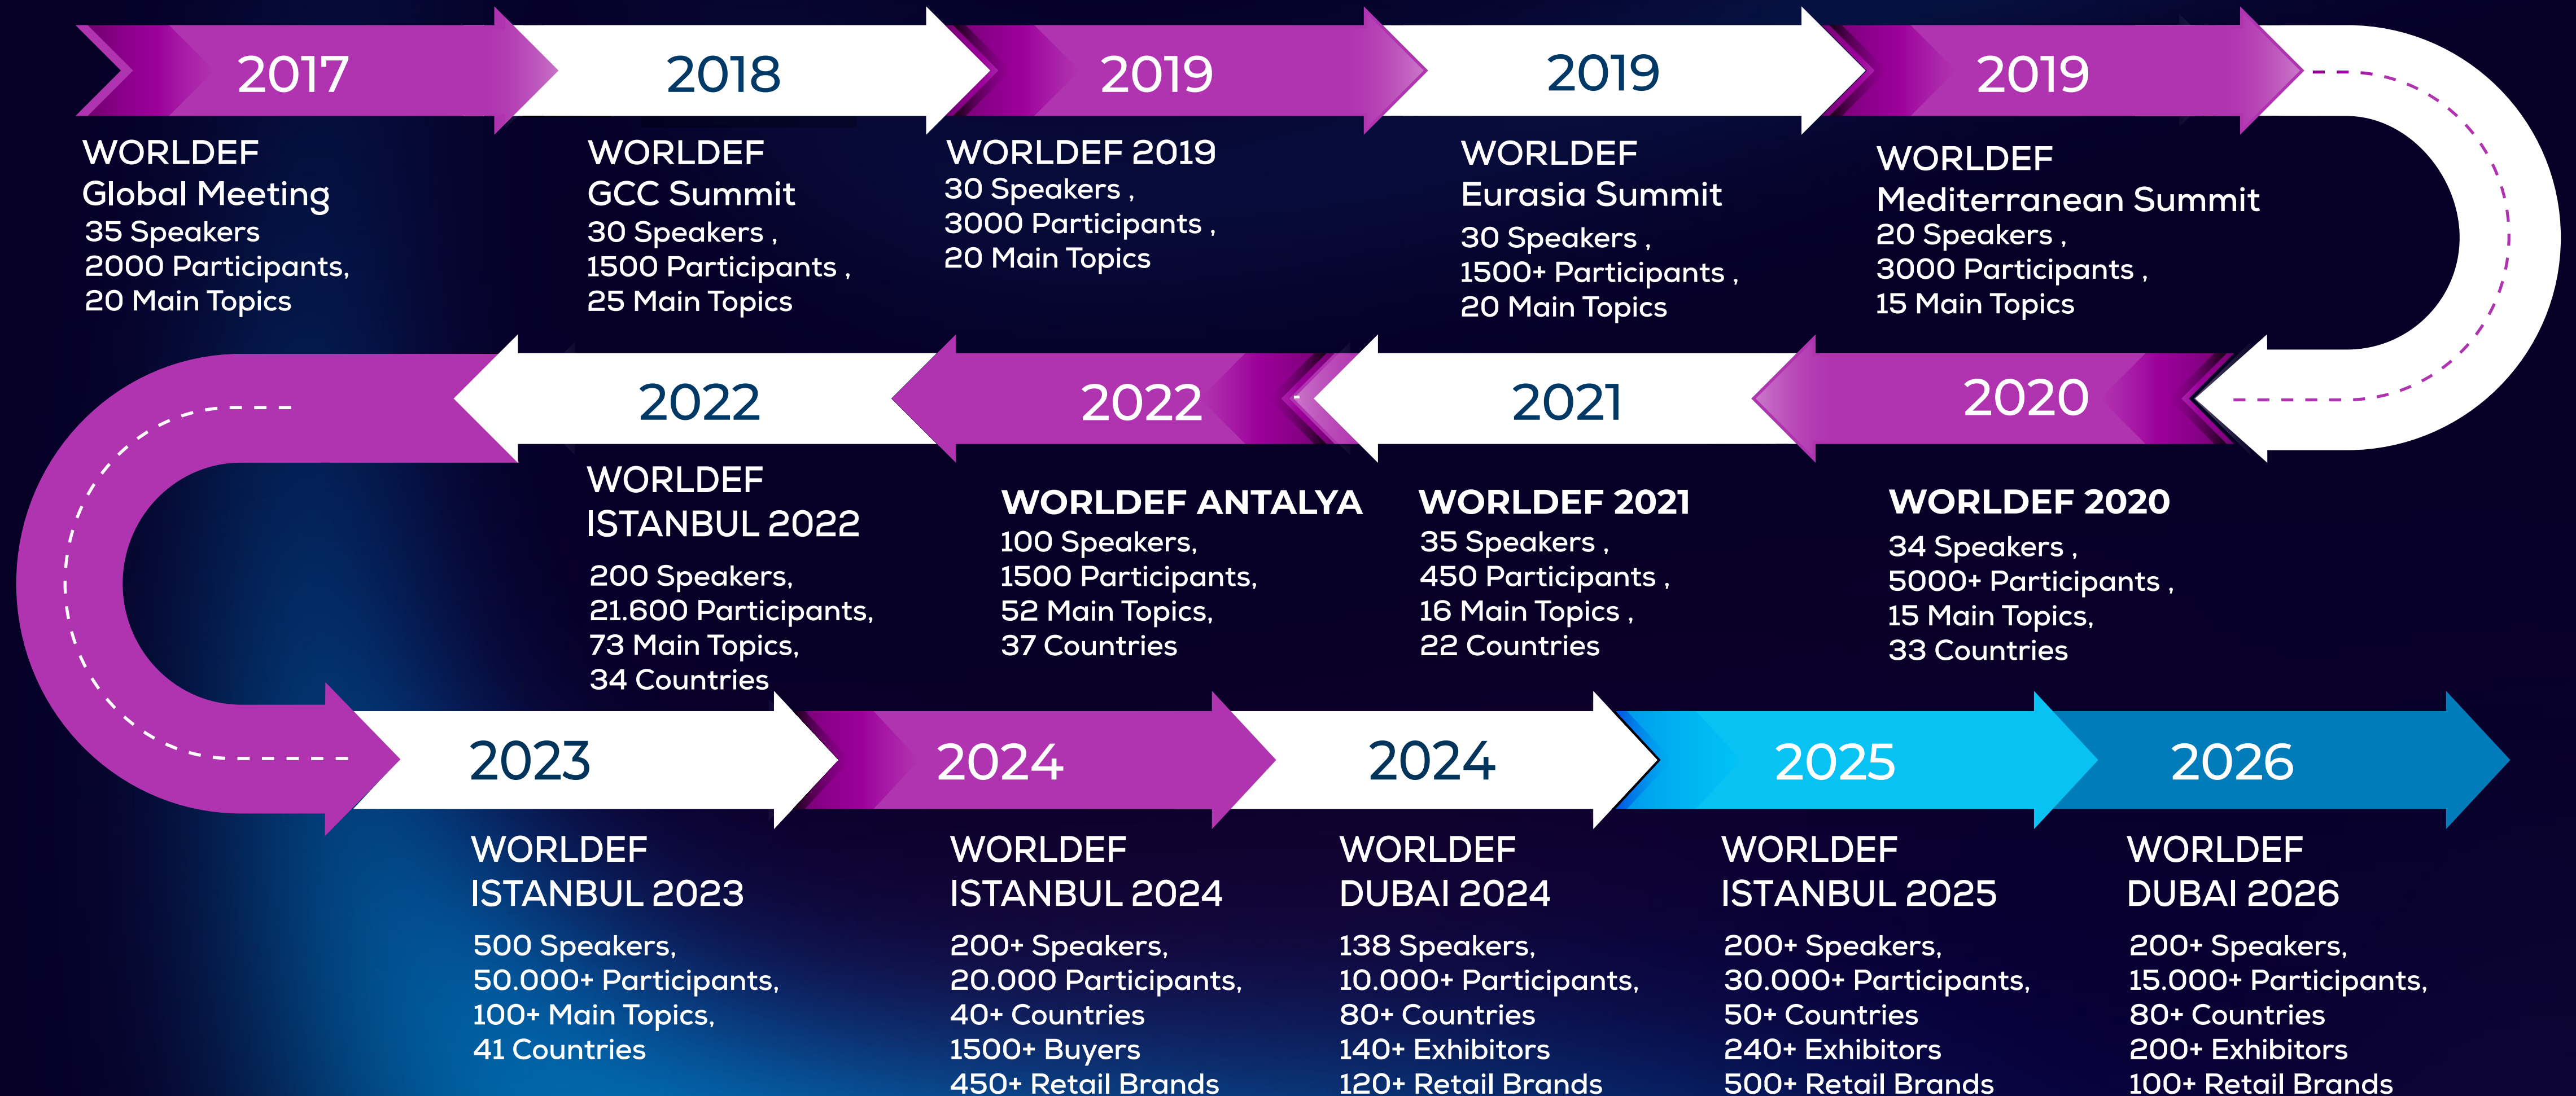 2017
WORLDEF
Global Meeting
35 Speakers
2000 Participants,
20 Main Topics
2018
WORLDEF
GCC Summit
30 Speakers ,
1500 Participants ,
25 Main Topics
2019
WORLDEF 2019
30 Speakers ,
3000 Participants ,
20 Main Topics
2019
WORLDEF
Eurasia Summit
30 Speakers ,
1500+ Participants ,
20 Main Topics
2019
WORLDEF
Mediterranean Summit
20 Speakers ,
3000 Participants ,
15 Main Topics
2020
WORLDEF 2020
34 Speakers ,
5000+ Participants ,
15 Main Topics,
33 Countries
2021
WORLDEF 2021
35 Speakers ,
450 Participants ,
16 Main Topics ,
22 Countries
2022
WORLDEF ANTALYA
100 Speakers,
1500 Participants,
52 Main Topics,
37 Countries
2022
WORLDEF
ISTANBUL 2022
200 Speakers,
21.600 Participants,
73 Main Topics,
34 Countries
2023
WORLDEF
ISTANBUL 2023
500 Speakers,
50.000+ Participants,
100+ Main Topics,
41 Countries
2024
WORLDEF
ISTANBUL 2024
200+ Speakers,
20.000 Participants,
40+ Countries
1500+ Buyers
450+ Retail Brands
2024
WORLDEF
DUBAI 2024
138 Speakers,
10.000+ Participants,
80+ Countries
140+ Exhibitors
120+ Retail Brands
2025
WORLDEF
ISTANBUL 2025
200+ Speakers,
30.000+ Participants,
50+ Countries
240+ Exhibitors
500+ Retail Brands
2026
WORLDEF
DUBAI 2026
200+ Speakers,
15.000+ Participants,
80+ Countries
200+ Exhibitors
100+ Retail Brands